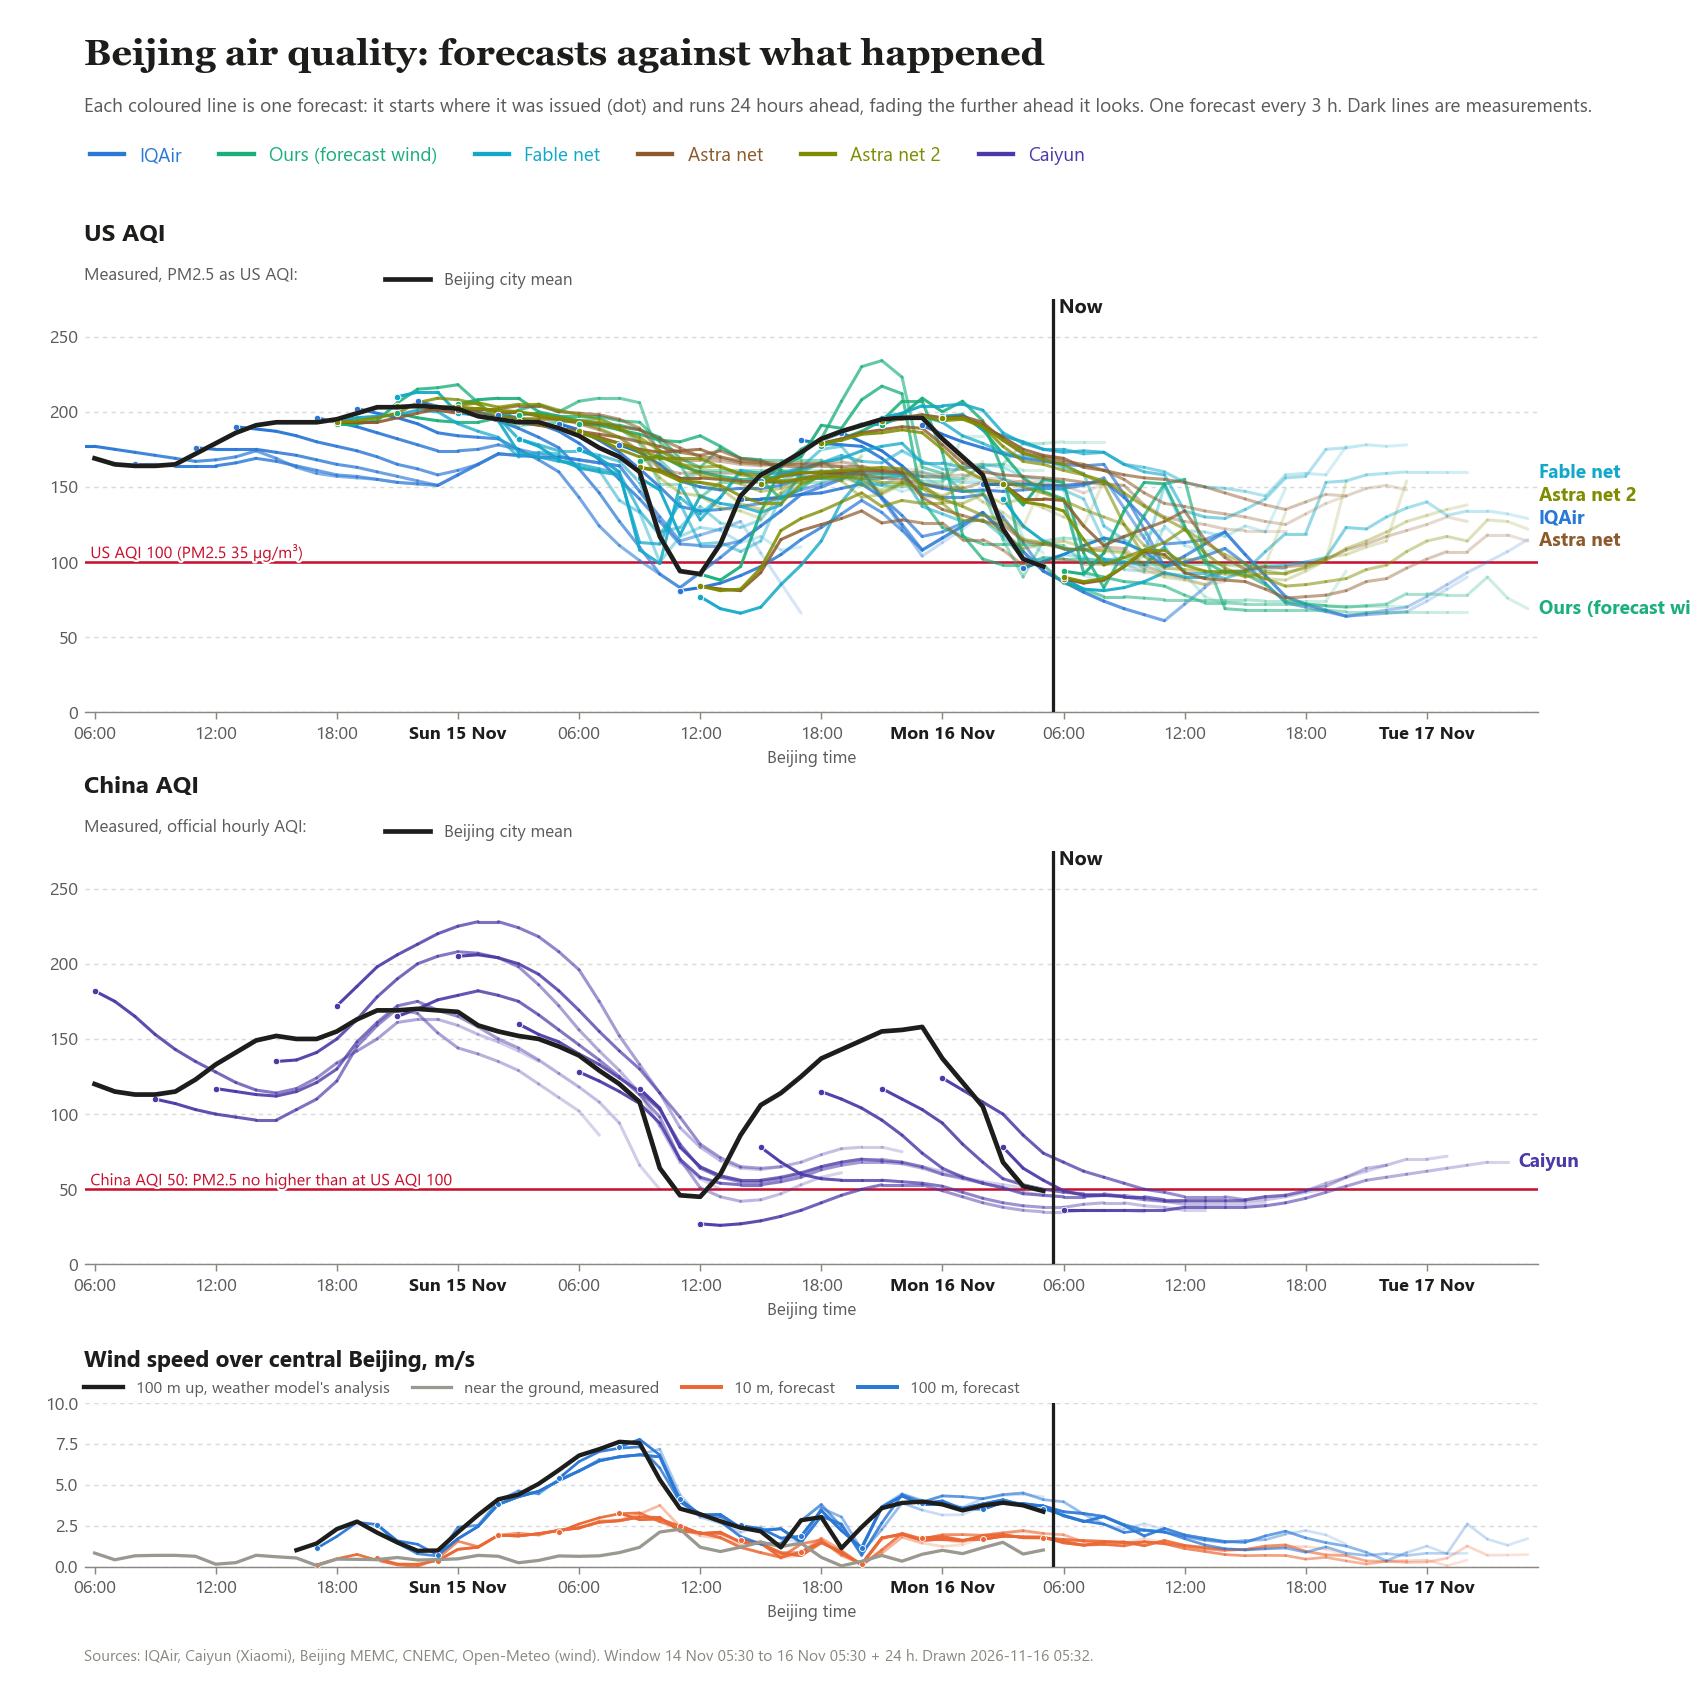 Beijing air quality: forecasts against what happened
Each coloured line is one forecast: it starts where it was issued (dot) and runs 24 hours ahead, fading the further ahead it looks. One forecast every 3 h. Dark lines are measurements.
IQAir Ours (forecast wind) Fable net Astra net Astra net 2 Caiyun
US AQI
Measured, PM2.5 as US AQI: Beijing city mean
Now
250
200
150
100
50
0
US AQI 100 (PM2.5 35 µg/m³)
Fable net
Astra net 2
IQAir
Astra net
Ours (forecast wi
06:00 12:00 18:00 Sun 15 Nov 06:00 12:00 18:00 Mon 16 Nov 06:00 12:00 18:00 Tue 17 Nov
Beijing time
China AQI
Measured, official hourly AQI: Beijing city mean
Now
250
200
150
100
50
0
China AQI 50: PM2.5 no higher than at US AQI 100
Caiyun
06:00 12:00 18:00 Sun 15 Nov 06:00 12:00 18:00 Mon 16 Nov 06:00 12:00 18:00 Tue 17 Nov
Beijing time
Wind speed over central Beijing, m/s
100 m up, weather model's analysis near the ground, measured 10 m, forecast 100 m, forecast
10.0
7.5
5.0
2.5
0.0
06:00 12:00 18:00 Sun 15 Nov 06:00 12:00 18:00 Mon 16 Nov 06:00 12:00 18:00 Tue 17 Nov
Beijing time
Sources: IQAir, Caiyun (Xiaomi), Beijing MEMC, CNEMC, Open-Meteo (wind). Window 14 Nov 05:30 to 16 Nov 05:30 + 24 h. Drawn 2026-11-16 05:32.